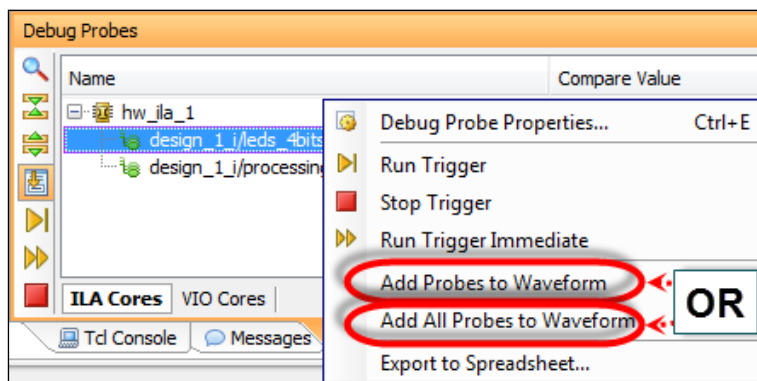 Debug Probes
Name Compare Value
hw_ila_1
design_1_i/leds_4bits
design_1_i/processing
Debug Probe Properties... Ctrl+E
Run Trigger
Stop Trigger
Run Trigger Immediate
Add Probes to Waveform
Add All Probes to Waveform
OR
Export to Spreadsheet...
ILA Cores VIO Cores
Tcl Console Messages